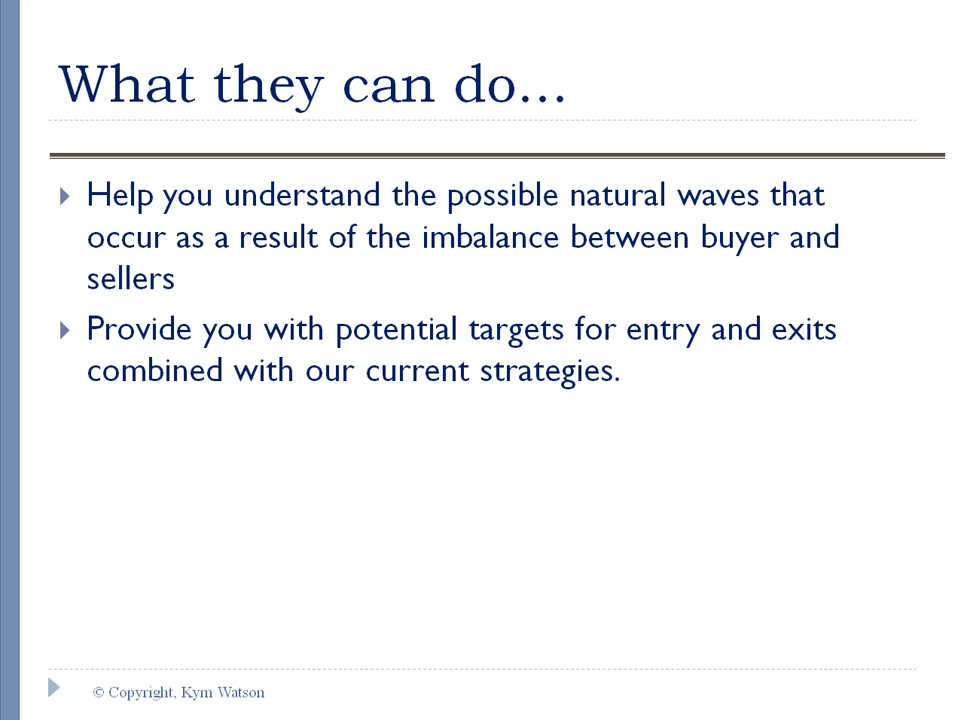 What they can do...
Help you understand the possible natural waves that
occur as a result of the imbalance between buyer and
sellers
Provide you with potential targets for entry and exits
combined with our current strategies.
© Copyright, Kym Watson